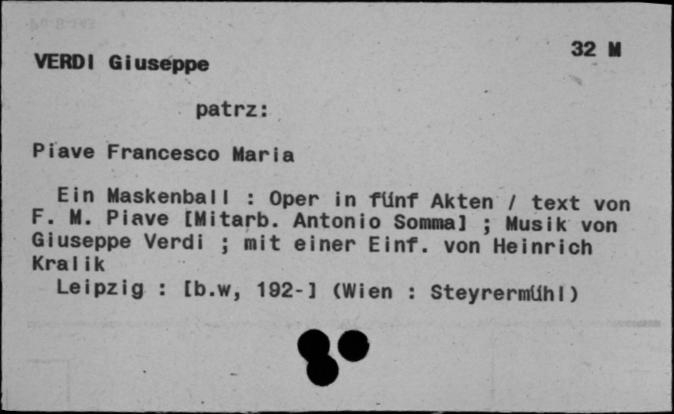 32 M
VERDI Giuseppe
patrz:
Piave Francesco Maria
Ein Maskenball : Oper in fünf Akten / text von
F. M. Piave [Mitarb. Antonio Somma] ; Musik von
Giuseppe Verdi ; mit einer Einf. von Heinrich
Kralik
Leipzig : [b.w, 192-] (Wien : Steyrermühl)